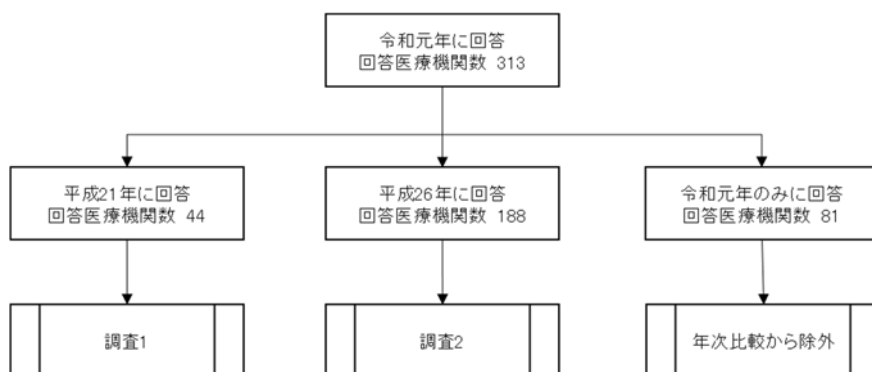 令和元年に回答
回答医療機関数 313
平成21年に回答
回答医療機関数 44
平成26年に回答
回答医療機関数 188
令和元年のみに回答
回答医療機関数 81
調査1
調査2
年次比較から除外